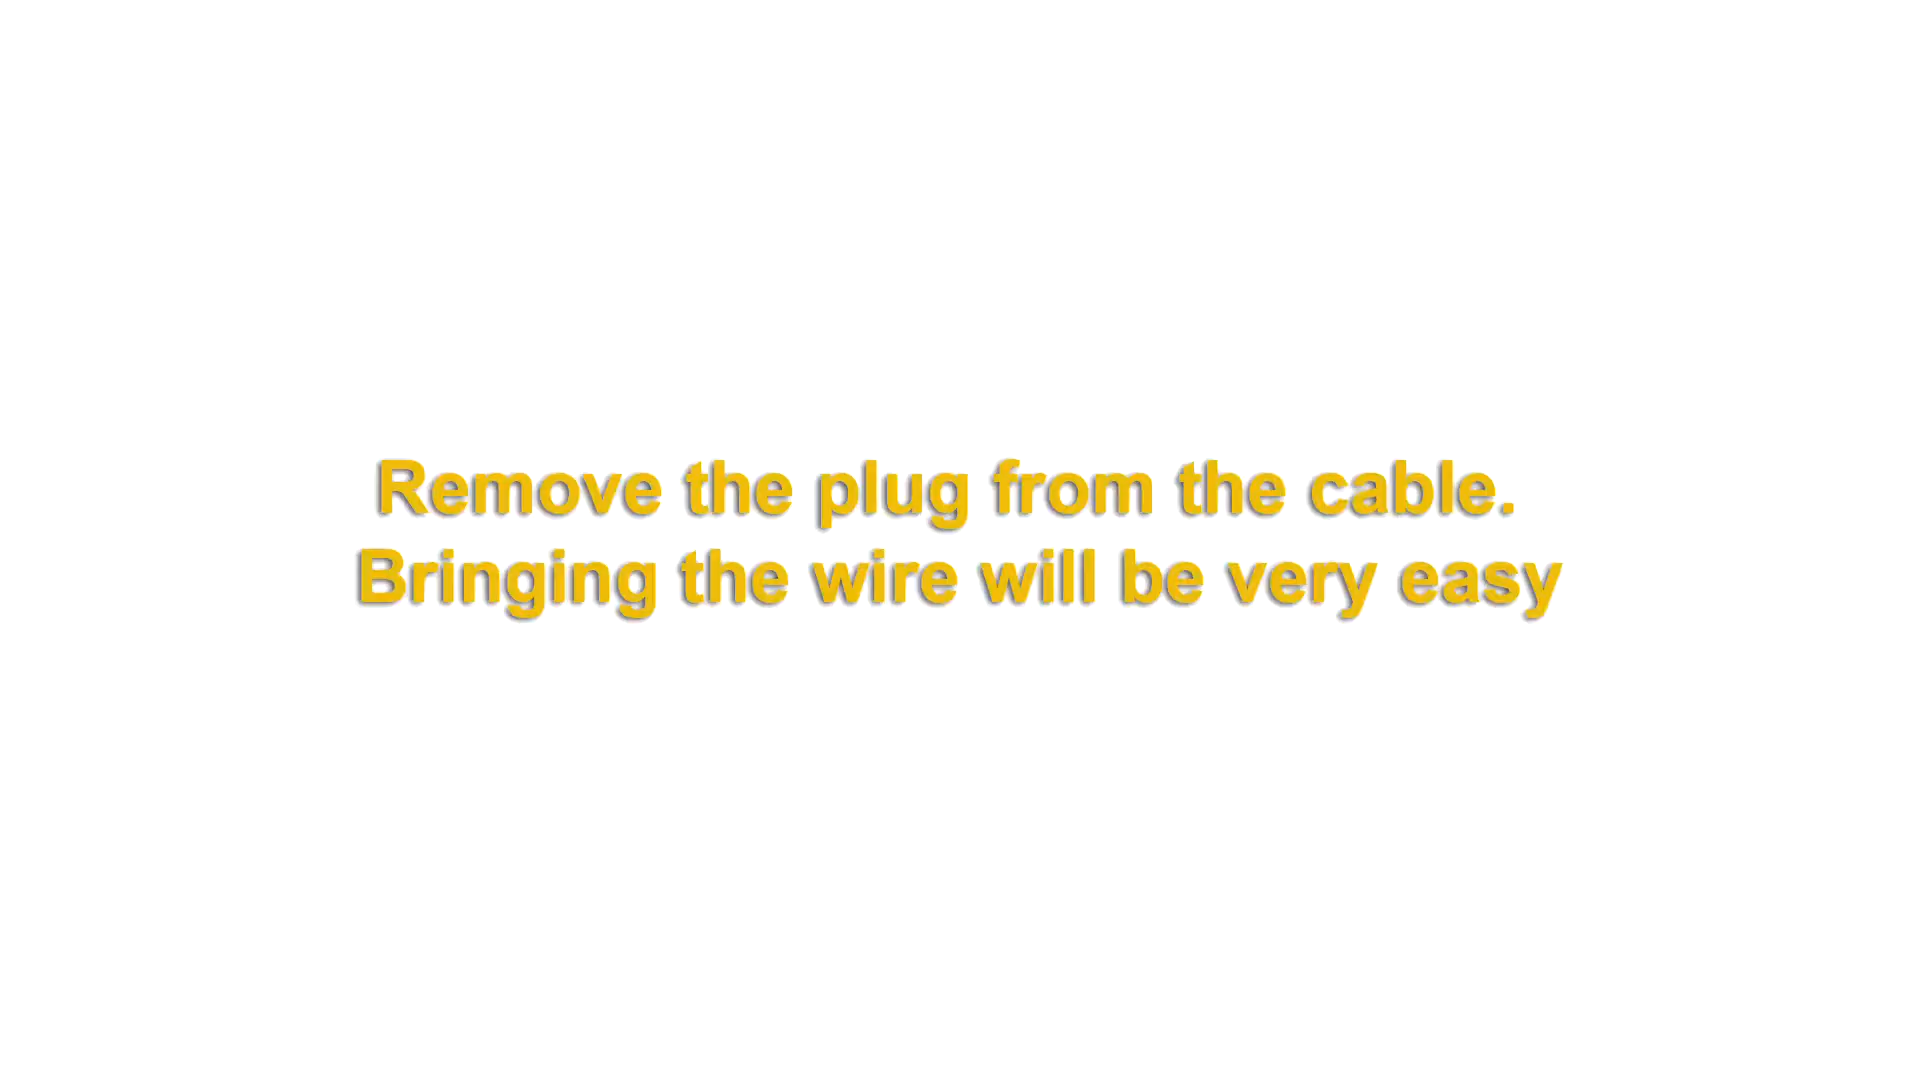 Remove the plug from the cable.
Bringing the wire will be very easy